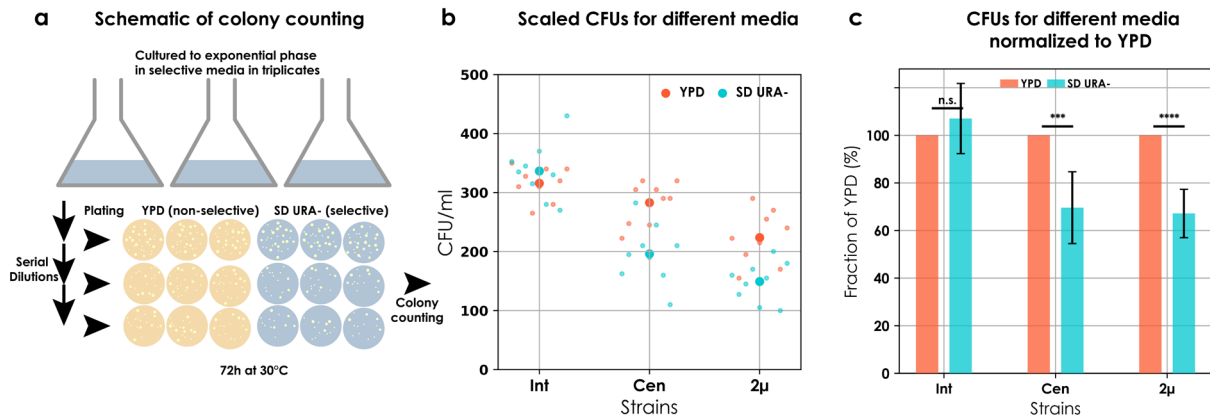 a
Schematic of colony counting
Cultured to exponential phase
in selective media in triplicates
Plating
YPD (non-selective)
SD URA- (selective)
Serial
Dilutions
Colony
counting
72h at 30°C
b
Scaled CFUs for different media
CFU/ml
500
400
300
200
100
0
YPD
SD URA-
Int
Cen
2μ
Strains
c
CFUs for different media
normalized to YPD
Fraction of YPD (%)
100
80
60
40
20
0
YPD
SD URA-
n.s.
***
****
Int
Cen
2μ
Strains